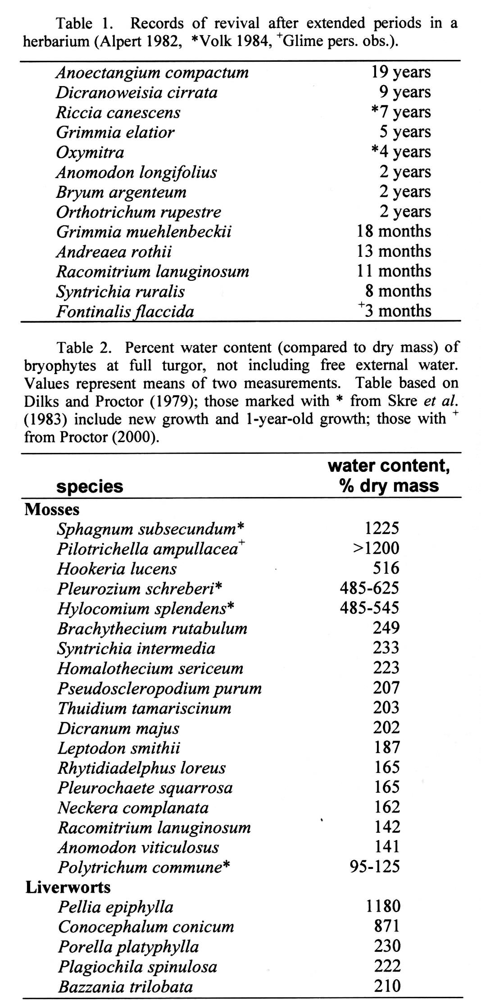 Table 1. Records of revival after extended periods in a
herbarium (Alpert 1982, *Volk 1984, +Glime pers. obs.).
Anoectangium compactum 19 years
Dicranoweisia cirrata 9 years
Riccia canescens *7 years
Grimmia elatior 5 years
Oxymitra *4 years
Anomodon longifolius 2 years
Bryum argenteum 2 years
Orthotrichum rupestre 2 years
Grimmia muehlenbeckii 18 months
Andreaea rothii 13 months
Racomitrium lanuginosum 11 months
Syntrichia ruralis 8 months
Fontinalis flaccida +3 months
Table 2. Percent water content (compared to dry mass) of
bryophytes at full turgor, not including free external water.
Values represent means of two measurements. Table based on
Dilks and Proctor (1979); those marked with * from Skre et al.
(1983) include new growth and 1-year-old growth; those with +
from Proctor (2000).
water content,
species % dry mass
Mosses
Sphagnum subsecundum* 1225
Pilotrichella ampullacea+ >1200
Hookeria lucens 516
Pleurozium schreberi* 485-625
Hylocomium splendens* 485-545
Brachythecium rutabulum 249
Syntrichia intermedia 233
Homalothecium sericeum 223
Pseudoscleropodium purum 207
Thuidium tamariscinum 203
Dicranum majus 202
Leptodon smithii 187
Rhytidiadelphus loreus 165
Pleurochaete squarrosa 165
Neckera complanata 162
Racomitrium lanuginosum 142
Anomodon viticulosus 141
Polytrichum commune* 95-125
Liverworts
Pellia epiphylla 1180
Conocephalum conicum 871
Porella platyphylla 230
Plagiochila spinulosa 222
Bazzania trilobata 210